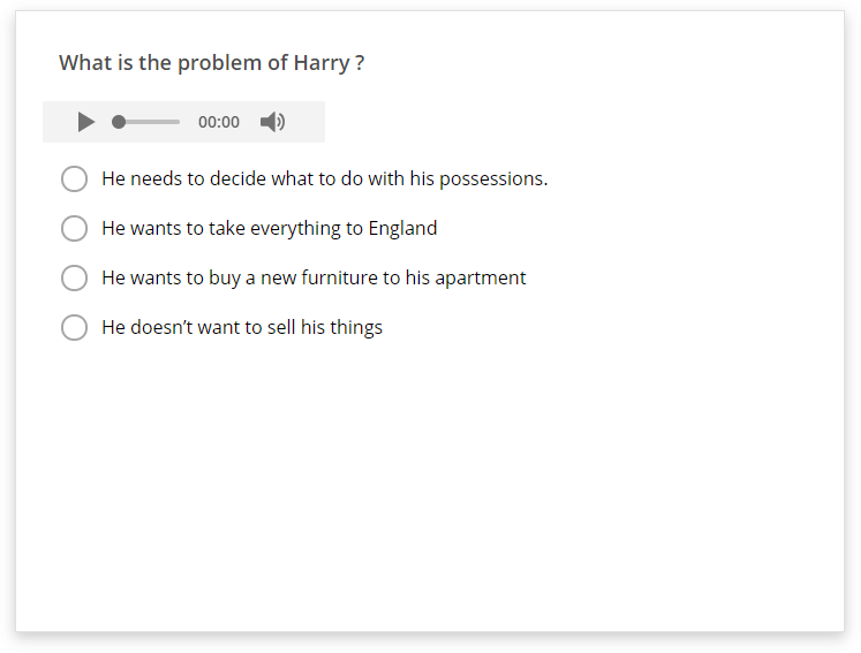 What is the problem of Harry ?
00:00
He needs to decide what to do with his possessions.
He wants to take everything to England
He wants to buy a new furniture to his apartment
He doesn’t want to sell his things